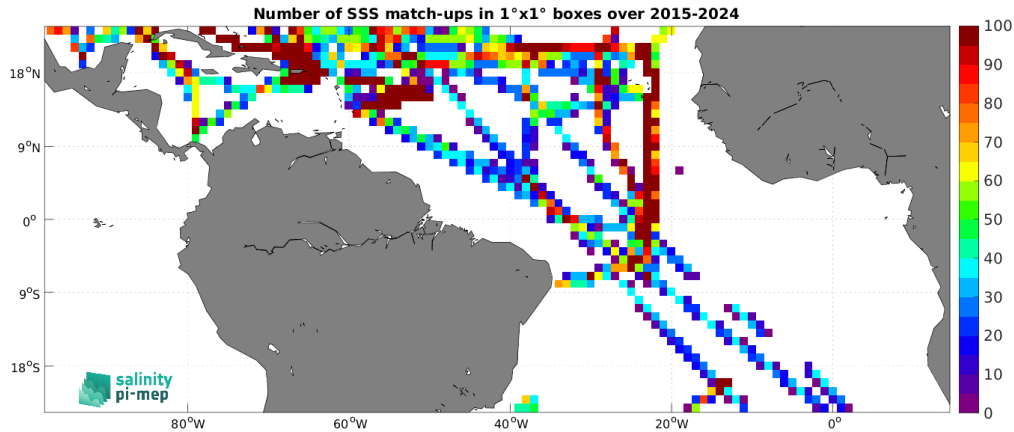 Number of SSS match-ups in 1°x1° boxes over 2015-2024
100
90
80
70
60
50
40
30
20
10
0
18°N
9°N
0°
9°S
18°S
80°W
60°W
40°W
20°W
0°
salinity
pi-mep